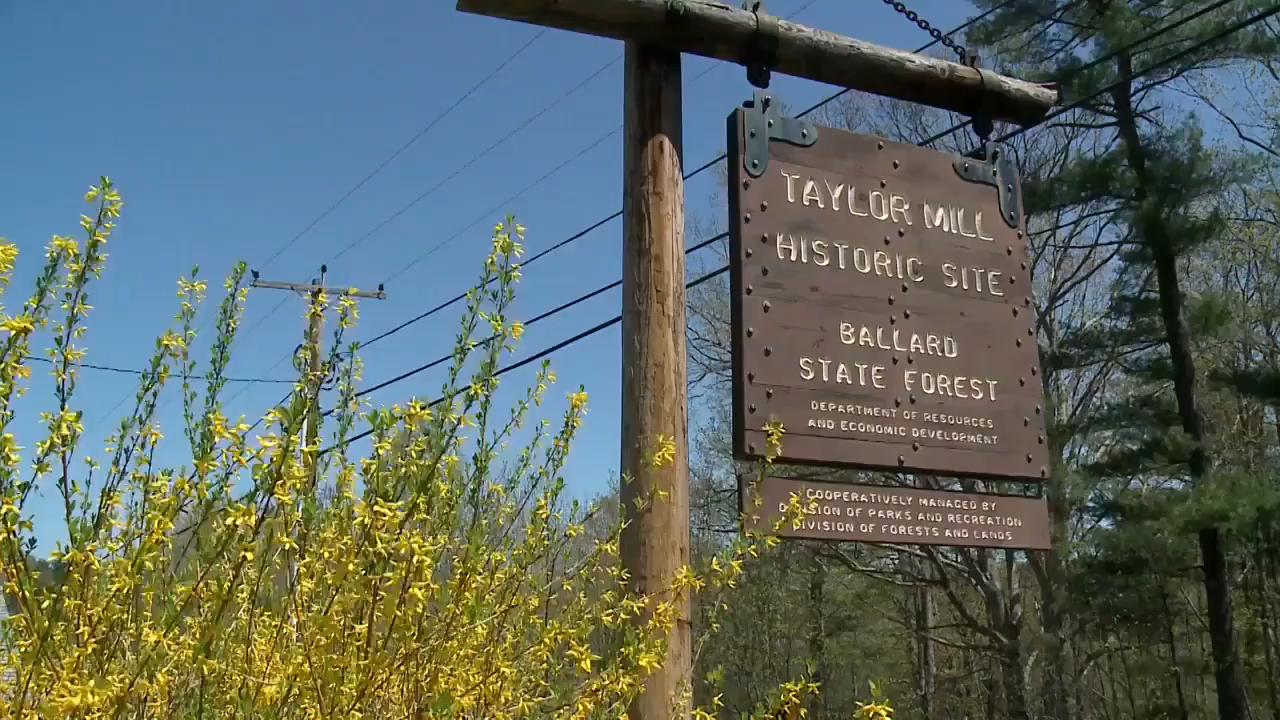 TAYLOR MILL
HISTORIC SITE
BALLARD
STATE FOREST
DEPARTMENT OF RESOURCES
AND ECONOMIC DEVELOPMENT
COOPERATIVELY MANAGED BY
DIVISION OF PARKS AND RECREATION
DIVISION OF FORESTS AND LANDS